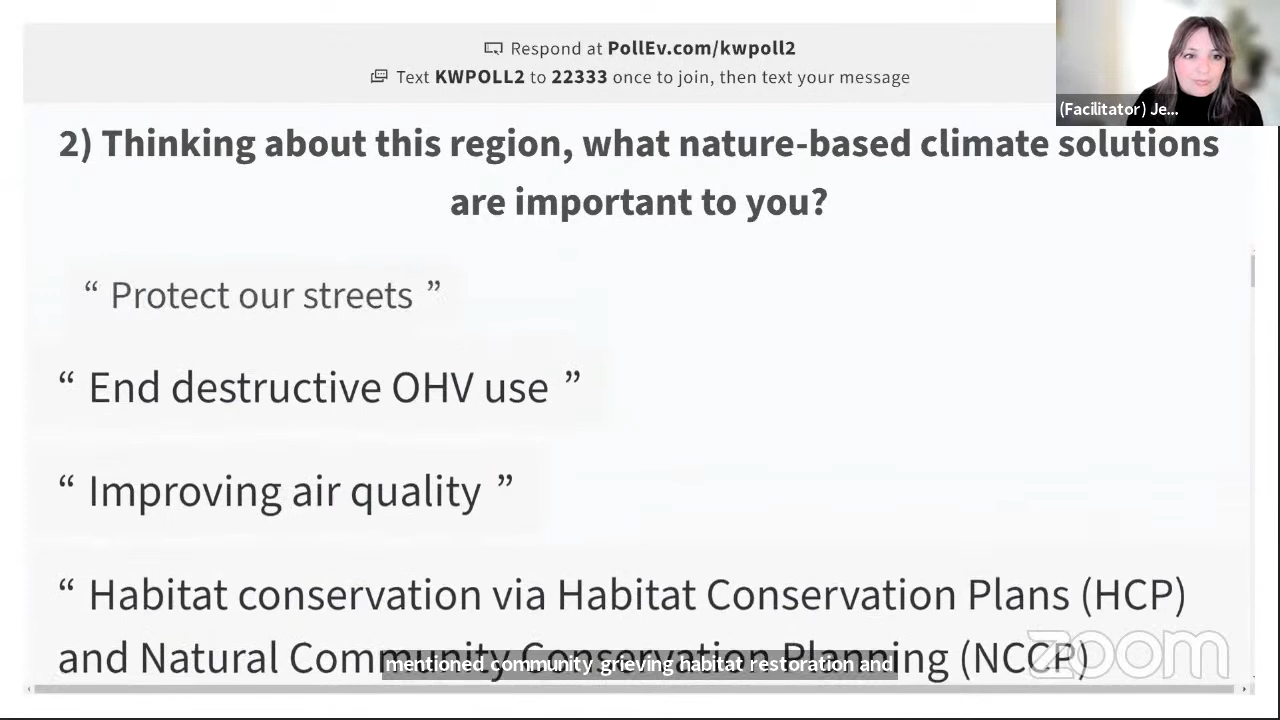 Respond at PollEv.com/kwpoll2
Text KWPOLL2 to 22333 once to join, then text your message
(Facilitator) Je...
2) Thinking about this region, what nature-based climate solutions
are important to you?
“ Protect our streets ”
“ End destructive OHV use ”
“ Improving air quality ”
“ Habitat conservation via Habitat Conservation Plans (HCP)
and Natural Community Conservation Planning (NCCP)
mentioned community grieving habitat restoration and
zoom